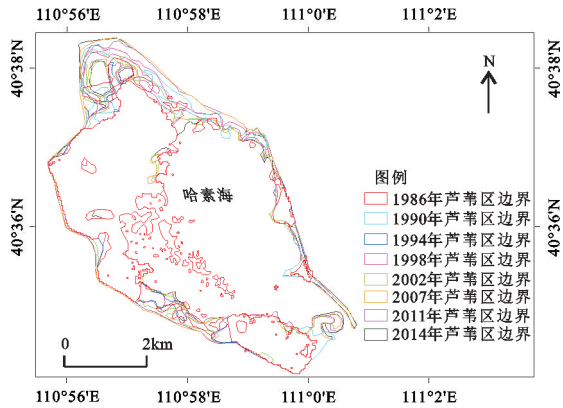 110°56'E 110°58'E 111°0'E 111°2'E
40°38'N 40°38'N
N
哈素海
图例
1986年芦苇区边界
1990年芦苇区边界
1994年芦苇区边界
1998年芦苇区边界
2002年芦苇区边界
2007年芦苇区边界
2011年芦苇区边界
2014年芦苇区边界
40°36'N 40°36'N
0 2km
110°56'E 110°58'E 111°0'E 111°2'E